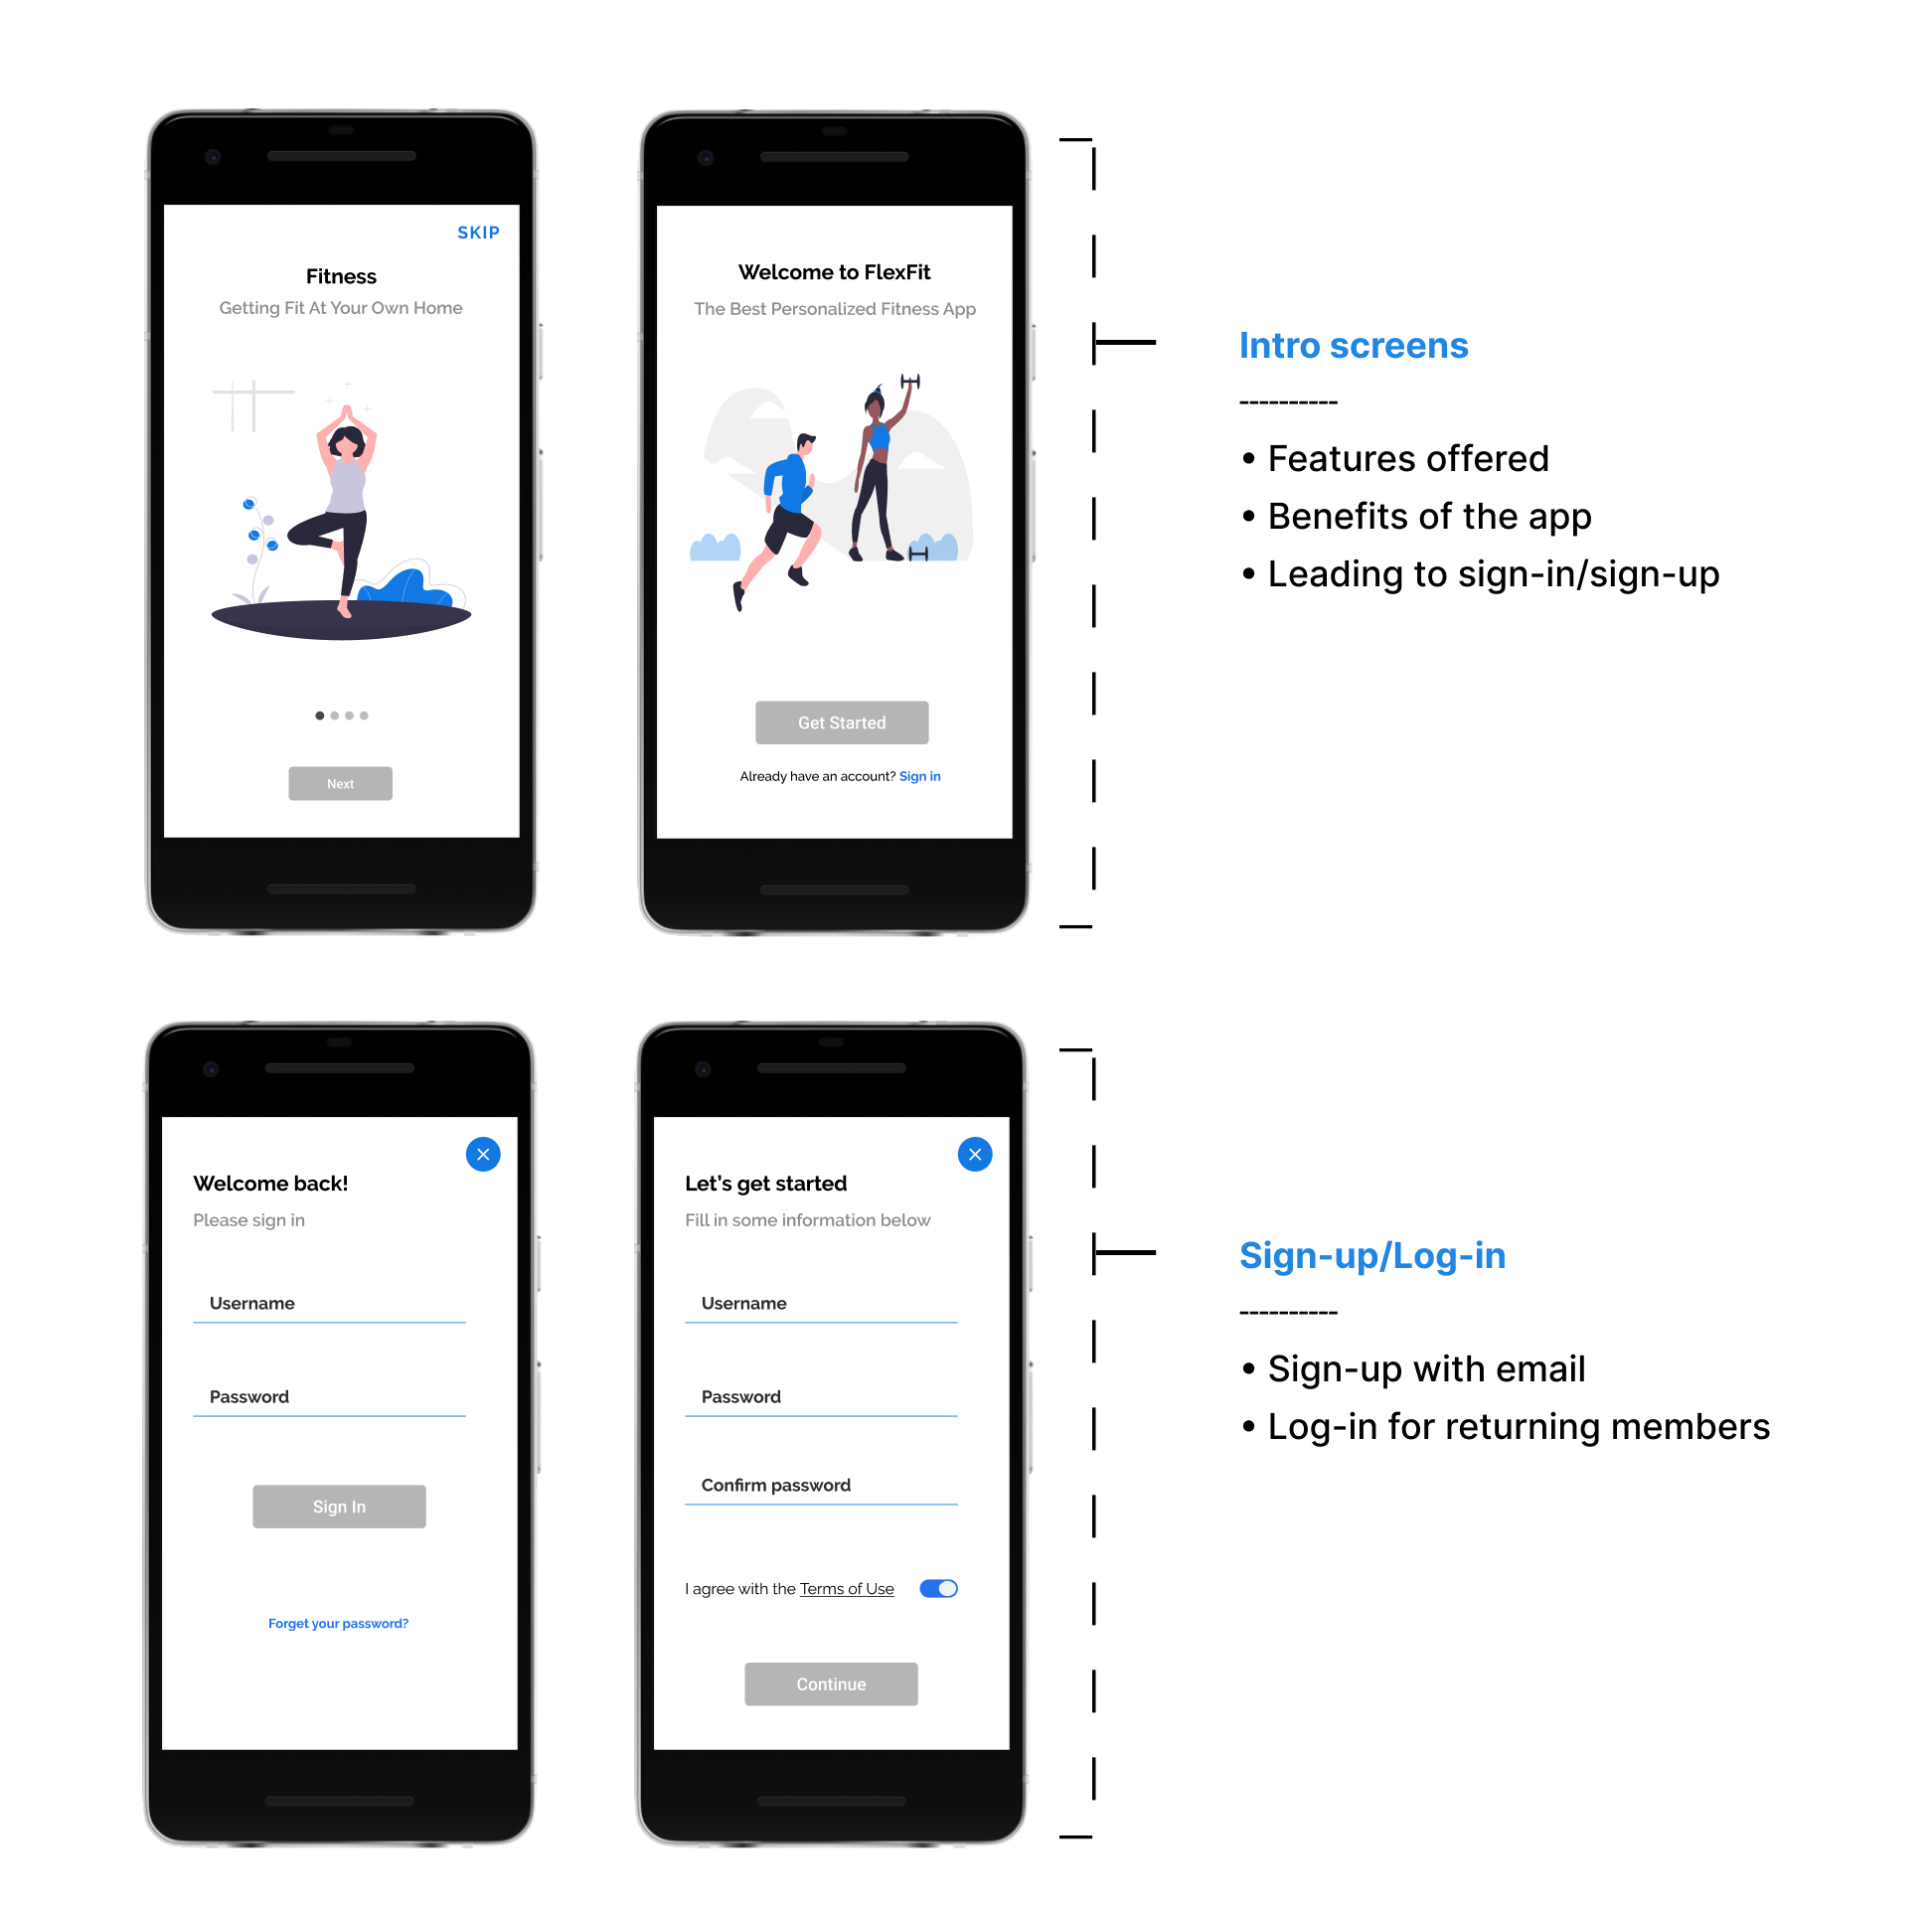 SKIP
Fitness
Getting Fit At Your Own Home
Next
Welcome to FlexFit
The Best Personalized Fitness App
Get Started
Already have an account? Sign in
Intro screens
----------
• Features offered
• Benefits of the app
• Leading to sign-in/sign-up
Welcome back!
Please sign in
Username
Password
Sign In
Forget your password?
Let's get started
Fill in some information below
Username
Password
Confirm password
I agree with the Terms of Use
Continue
Sign-up/Log-in
----------
• Sign-up with email
• Log-in for returning members